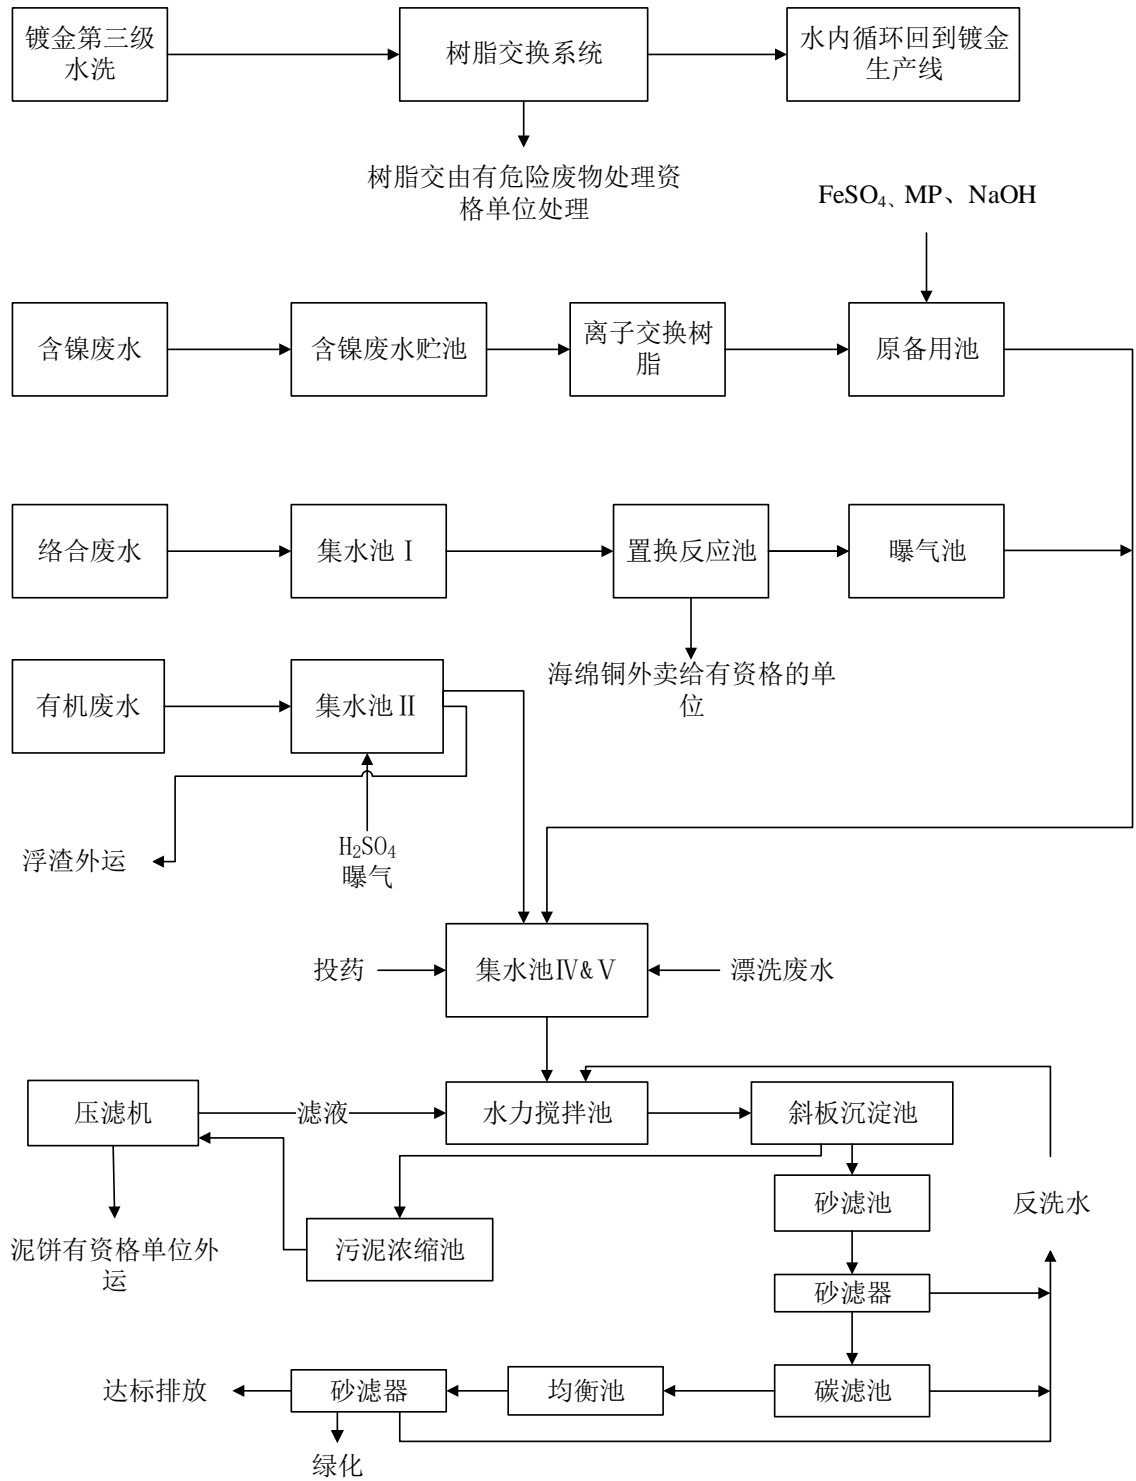 镀金第三级
水洗
树脂交换系统
水内循环回到镀金
生产线
树脂交由有危险废物处理资
格单位处理
FeSO₄、MP、NaOH
含镍废水
含镍废水贮池
离子交换树
脂
原备用池
络合废水
集水池Ⅰ
置换反应池
曝气池
海绵铜外卖给有资格的单
位
有机废水
集水池Ⅱ
浮渣外运
H₂SO₄
曝气
投药
集水池Ⅳ&Ⅴ
漂洗废水
压滤机
滤液
水力搅拌池
斜板沉淀池
砂滤池
反洗水
泥饼有资格单位外
运
污泥浓缩池
砂滤器
达标排放
砂滤器
均衡池
碳滤池
绿化